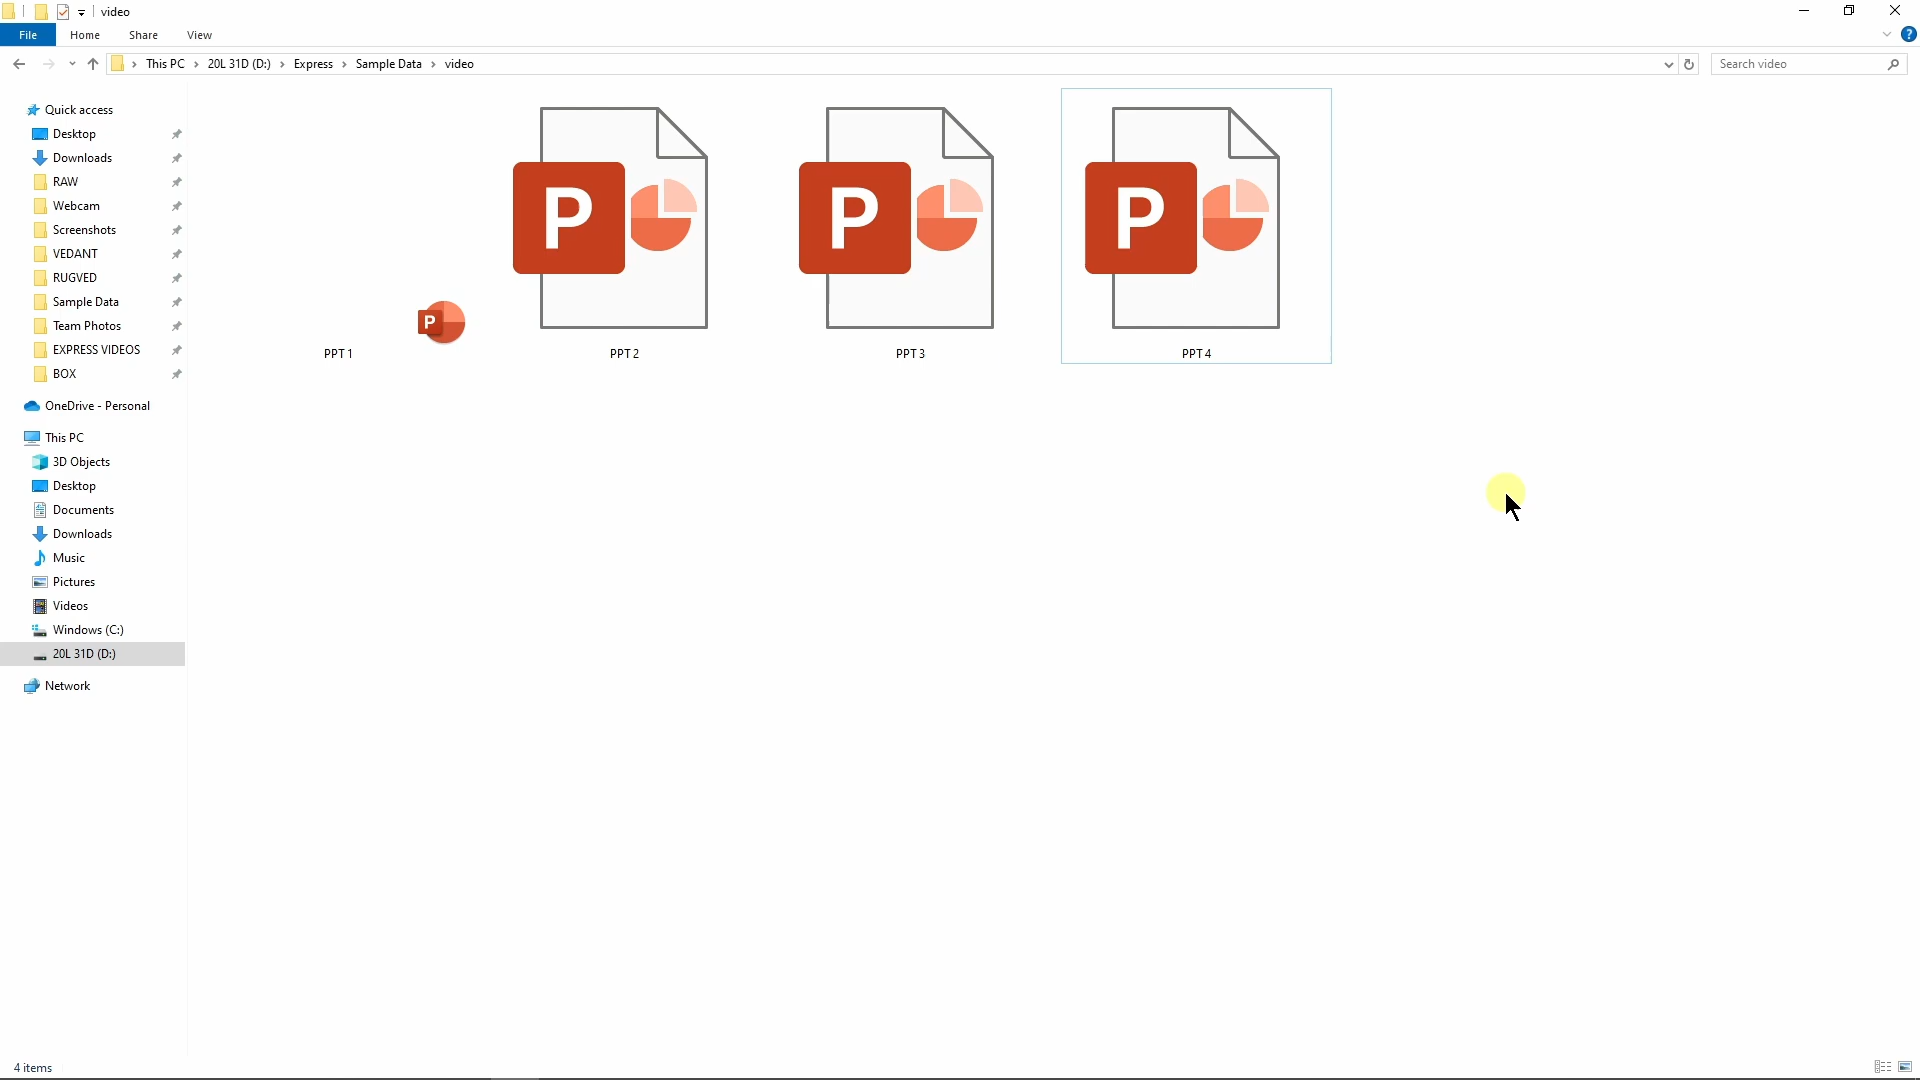 video
File Home Share View
This PC 20L 31D (D:) Express Sample Data video
Search video
Quick access
Desktop
Downloads
RAW
Webcam
Screenshots
VEDANT
RUGVED
Sample Data
Team Photos
EXPRESS VIDEOS
BOX
OneDrive - Personal
This PC
3D Objects
Desktop
Documents
Downloads
Music
Pictures
Videos
Windows (C:)
20L 31D (D:)
Network
P
P
P
P
PPT 1 PPT 2 PPT 3 PPT 4
4 items